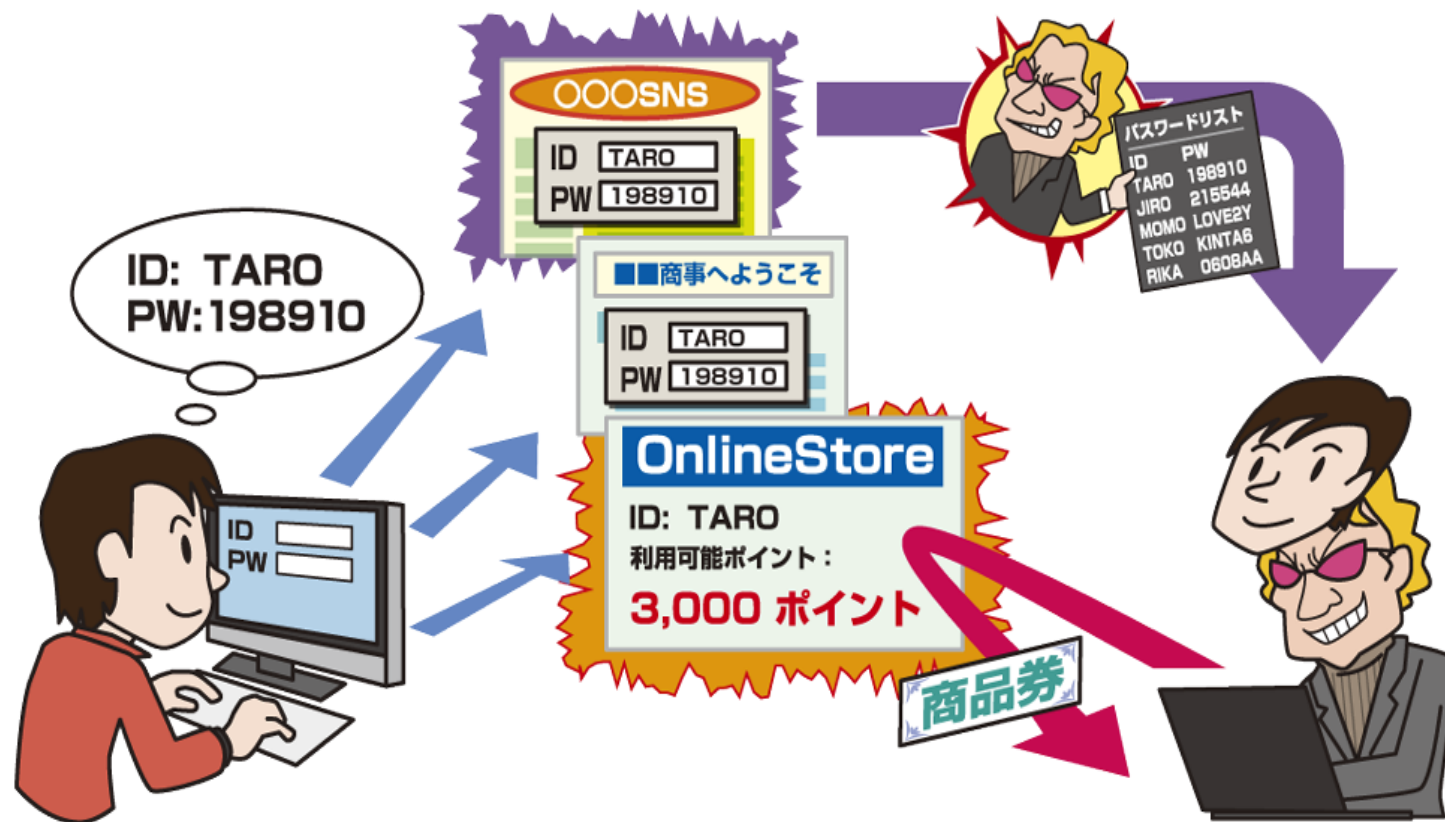 ID: TARO
PW:198910
ID
PW
○○○SNS
ID TARO
PW 198910
■■商事へようこそ
ID TARO
PW 198910
OnlineStore
ID: TARO
利用可能ポイント：
3,000 ポイント
商品券
パスワードリスト
ID PW
TARO 198910
JIRO 215544
MOMO LOVE2Y
TOKO KINTA6
RIKA 0608AA